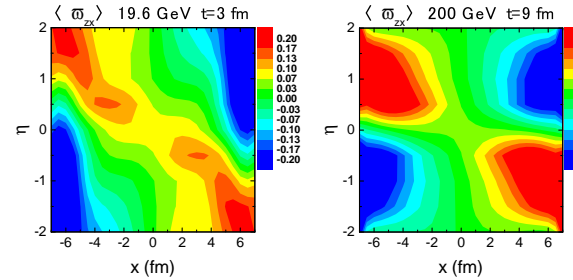 ⟨ ϖzx ⟩ 19.6 GeV t=3 fm
⟨ ϖzx ⟩ 200 GeV t=9 fm
2
1
0
-1
-2
η
-6 -4 -2 0 2 4 6
x (fm)
0.20
0.17
0.13
0.10
0.07
0.03
0.00
-0.03
-0.07
-0.10
-0.13
-0.17
-0.20
2
1
0
-1
-2
η
-6 -4 -2 0 2 4 6
x (fm)